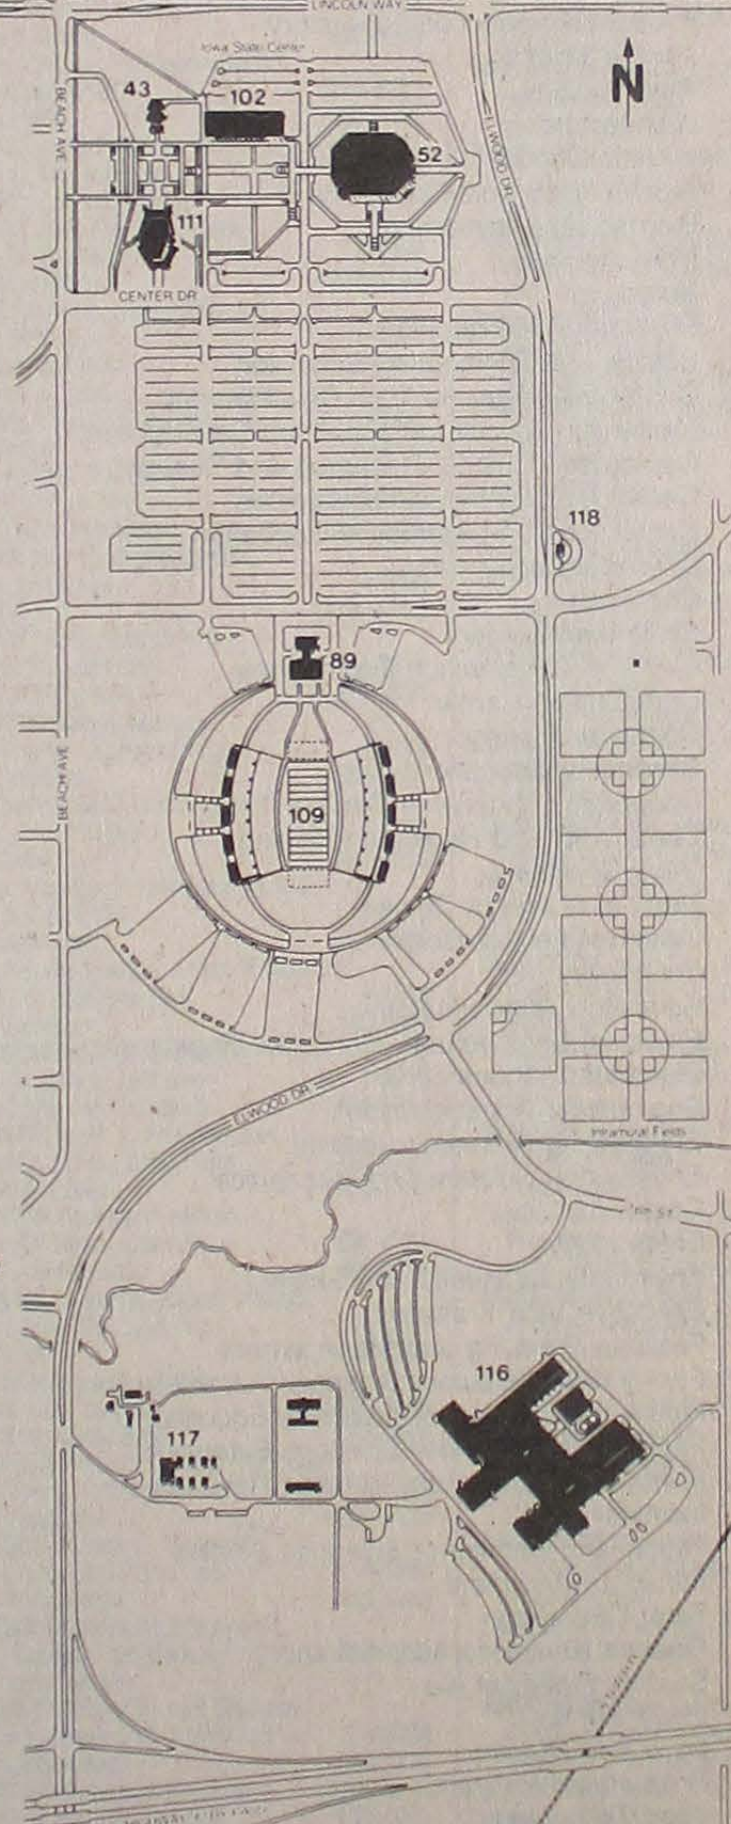 LINCOLN WAY
Iowa State Center
N
43
102
BEACH AVE
ELWOOD DR.
52
111
CENTER DR
118
89
BEACH AVE
109
ELWOOD DR.
Intramural Fields
116
117